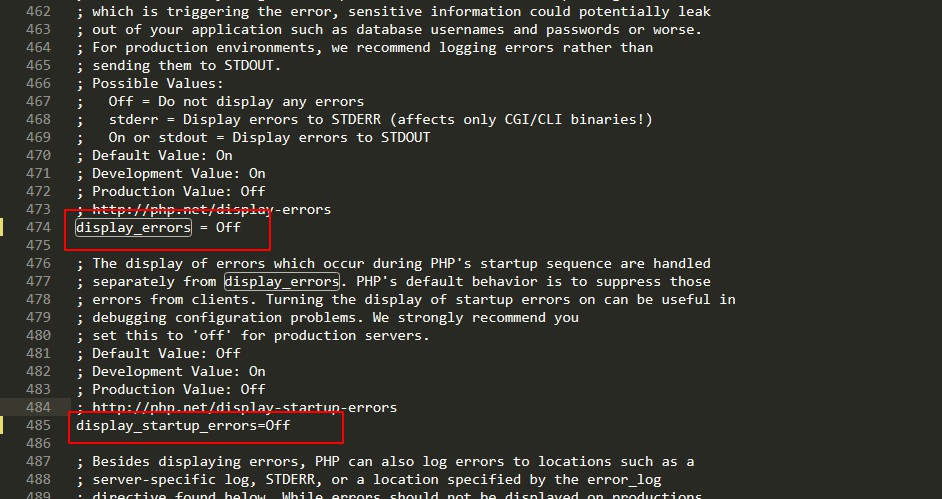 462 ; which is triggering the error, sensitive information could potentially leak
463 ; out of your application such as database usernames and passwords or worse.
464 ; For production environments, we recommend logging errors rather than
465 ; sending them to STDOUT.
466 ; Possible Values:
467 ;   Off = Do not display any errors
468 ;   stderr = Display errors to STDERR (affects only CGI/CLI binaries!)
469 ;   On or stdout = Display errors to STDOUT
470 ; Default Value: On
471 ; Development Value: On
472 ; Production Value: Off
473 ; http://php.net/display-errors
474 display_errors = Off
475
476 ; The display of errors which occur during PHP's startup sequence are handled
477 ; separately from display_errors. PHP's default behavior is to suppress those
478 ; errors from clients. Turning the display of startup errors on can be useful in
479 ; debugging configuration problems. We strongly recommend you
480 ; set this to 'off' for production servers.
481 ; Default Value: Off
482 ; Development Value: On
483 ; Production Value: Off
484 ; http://php.net/display-startup-errors
485 display_startup_errors=Off
486
487 ; Besides displaying errors, PHP can also log errors to locations such as a
488 ; server-specific log, STDERR, or a location specified by the error_log
489 ; directive found below. While errors should not be displayed on productions